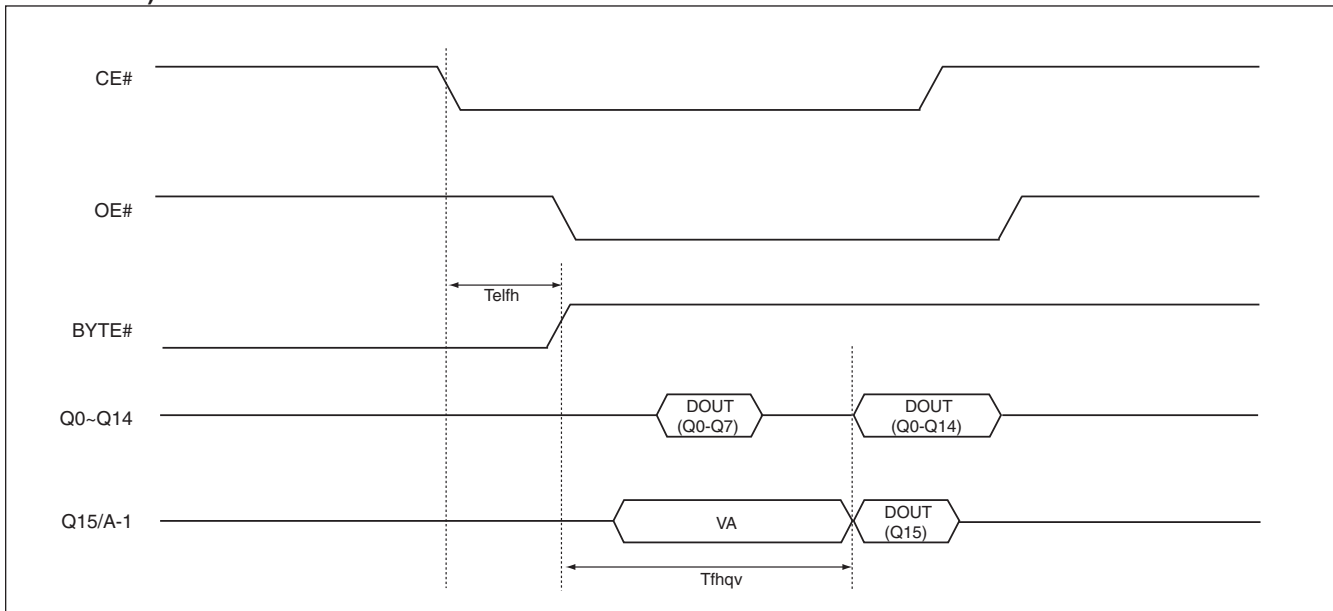 CE#
OE#
Telfh
BYTE#
Q0~Q14
DOUT
(Q0-Q7)
DOUT
(Q0-Q14)
Q15/A-1
VA
DOUT
(Q15)
Tfhqv